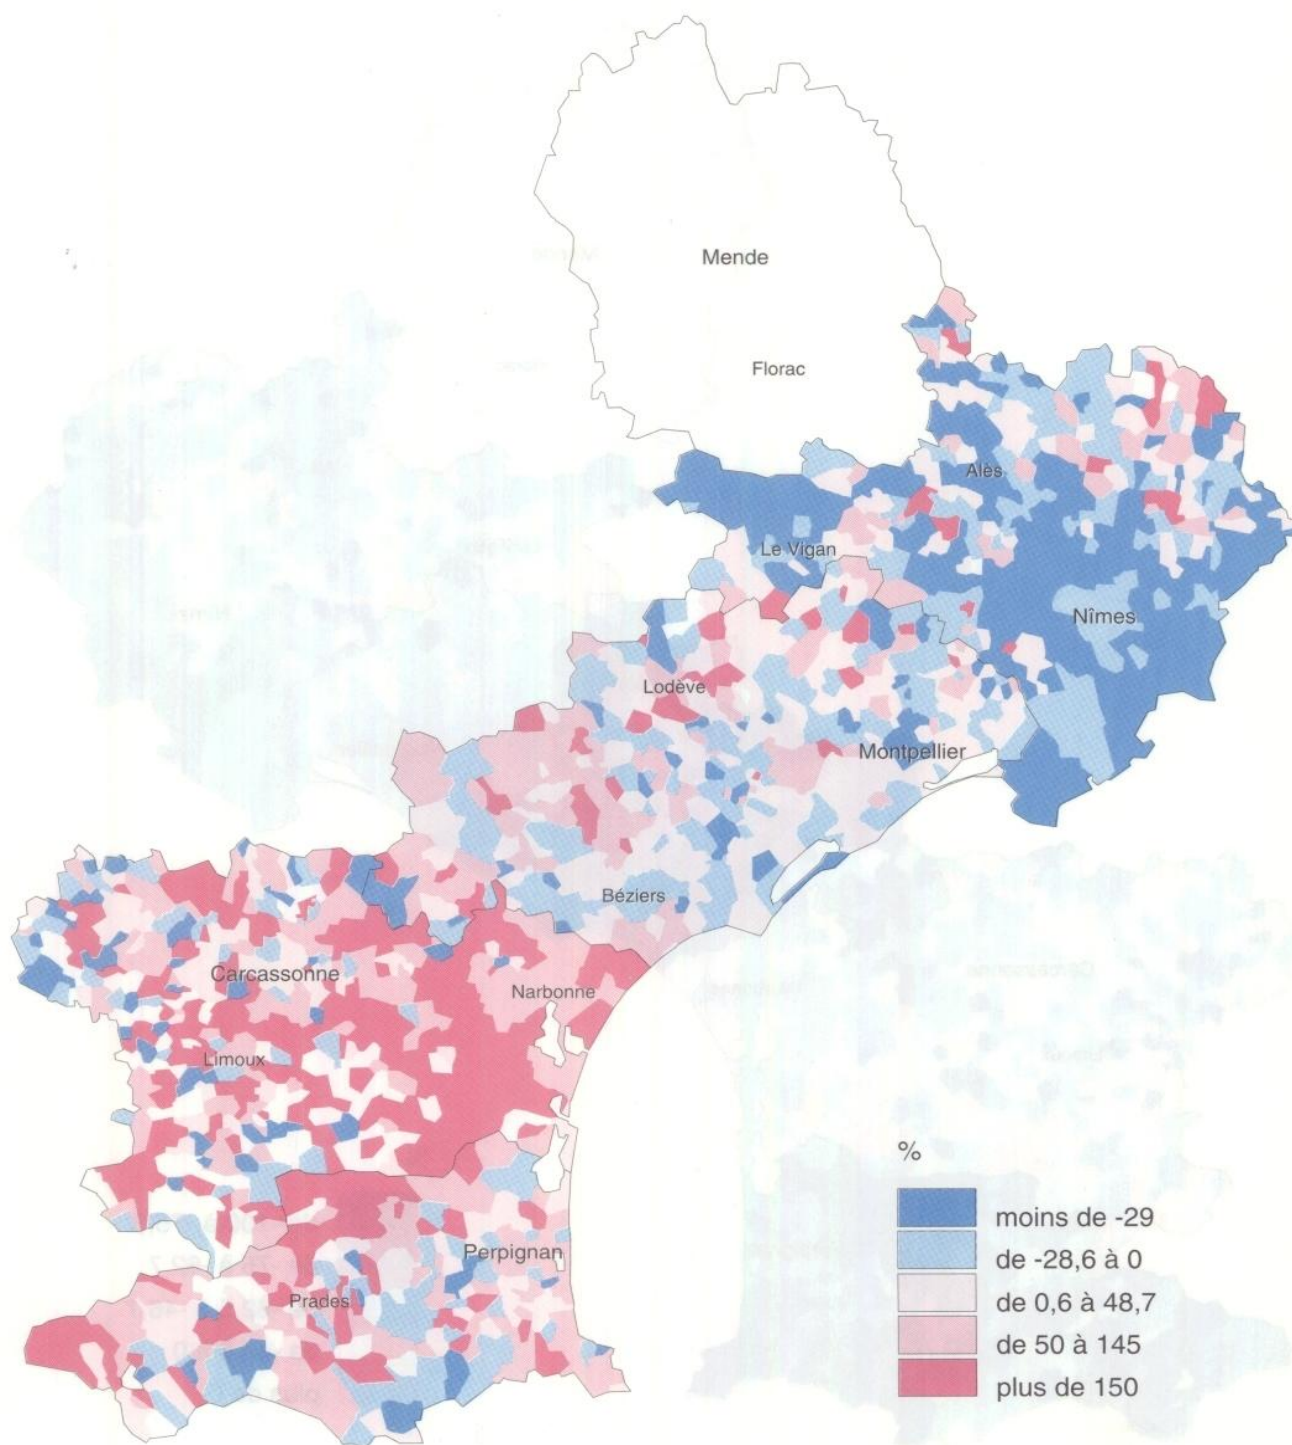 Mende
Florac
Alès
Le Vigan
Nîmes
Lodève
Montpellier
Béziers
Carcassonne
Narbonne
Limoux
Perpignan
Prades
%
moins de -29
de -28,6 à 0
de 0,6 à 48,7
de 50 à 145
plus de 150